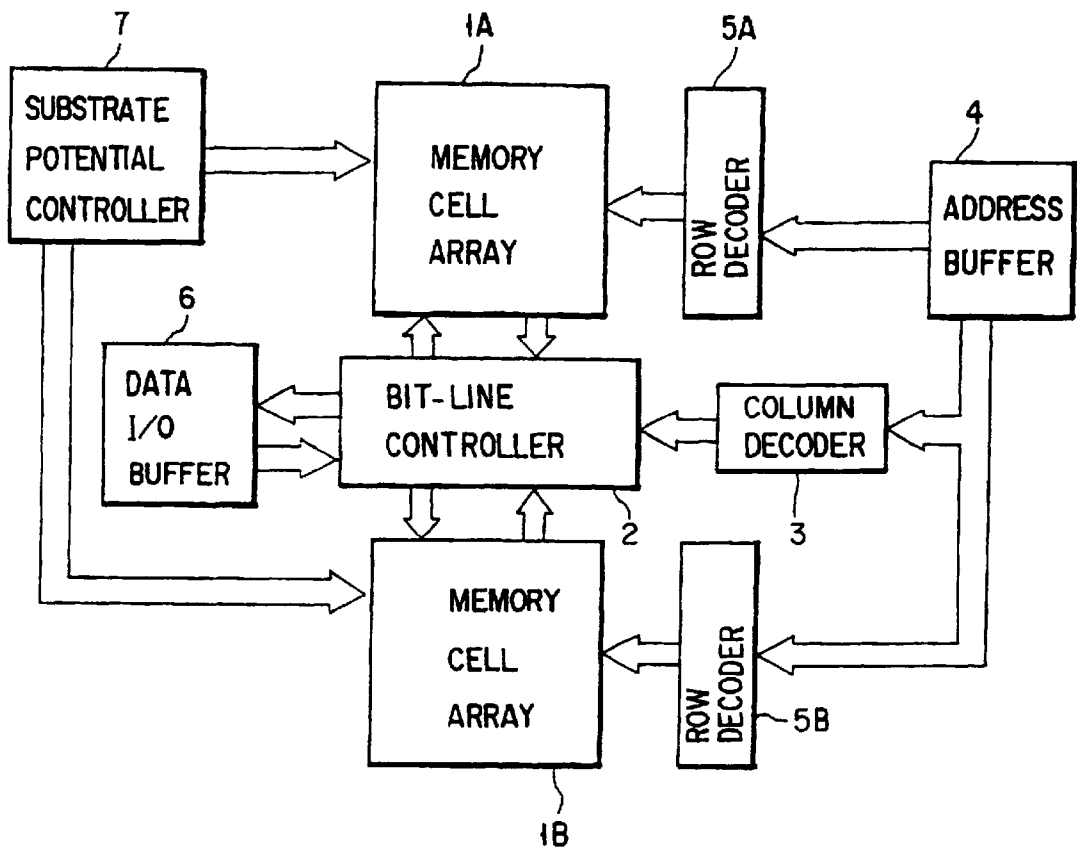 7
SUBSTRATE
POTENTIAL
CONTROLLER
1A
MEMORY
CELL
ARRAY
5A
ROW
DECODER
4
ADDRESS
BUFFER
6
DATA
I/O
BUFFER
BIT-LINE
CONTROLLER
2
COLUMN
DECODER
3
MEMORY
CELL
ARRAY
1B
ROW
DECODER
5B